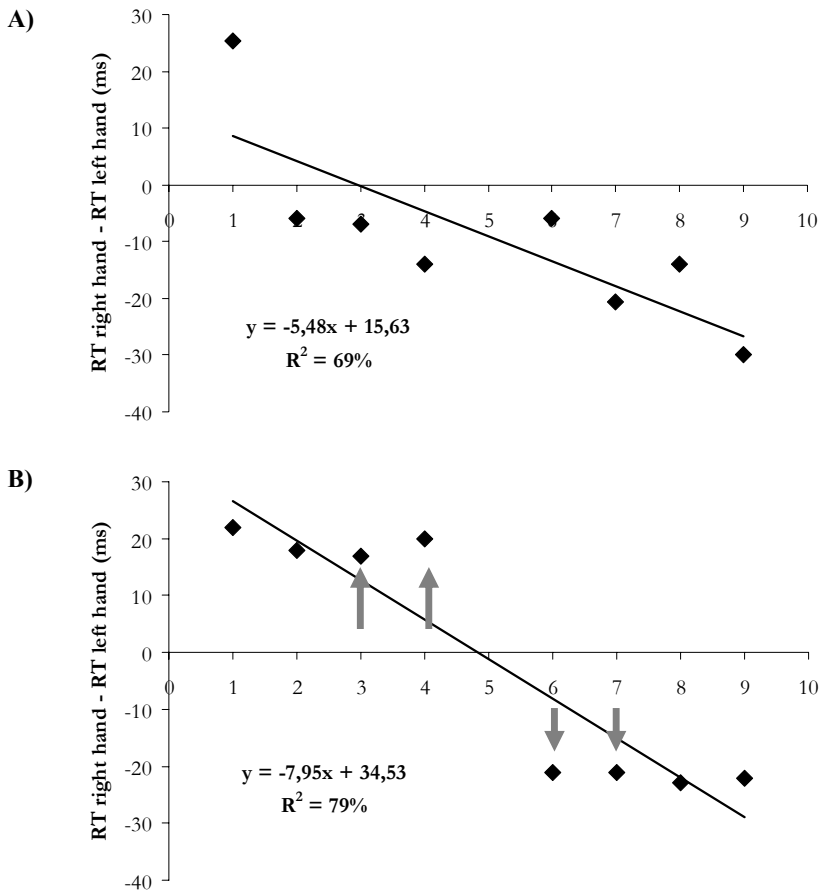 A)
RT right hand - RT left hand (ms)
30
20
10
0
-10
-20
-30
-40
0 1 2 3 4 5 6 7 8 9 10
y = -5,48x + 15,63
R² = 69%
B)
RT right hand - RT left hand (ms)
30
20
10
0
-10
-20
-30
-40
0 1 2 3 4 5 6 7 8 9 10
y = -7,95x + 34,53
R² = 79%